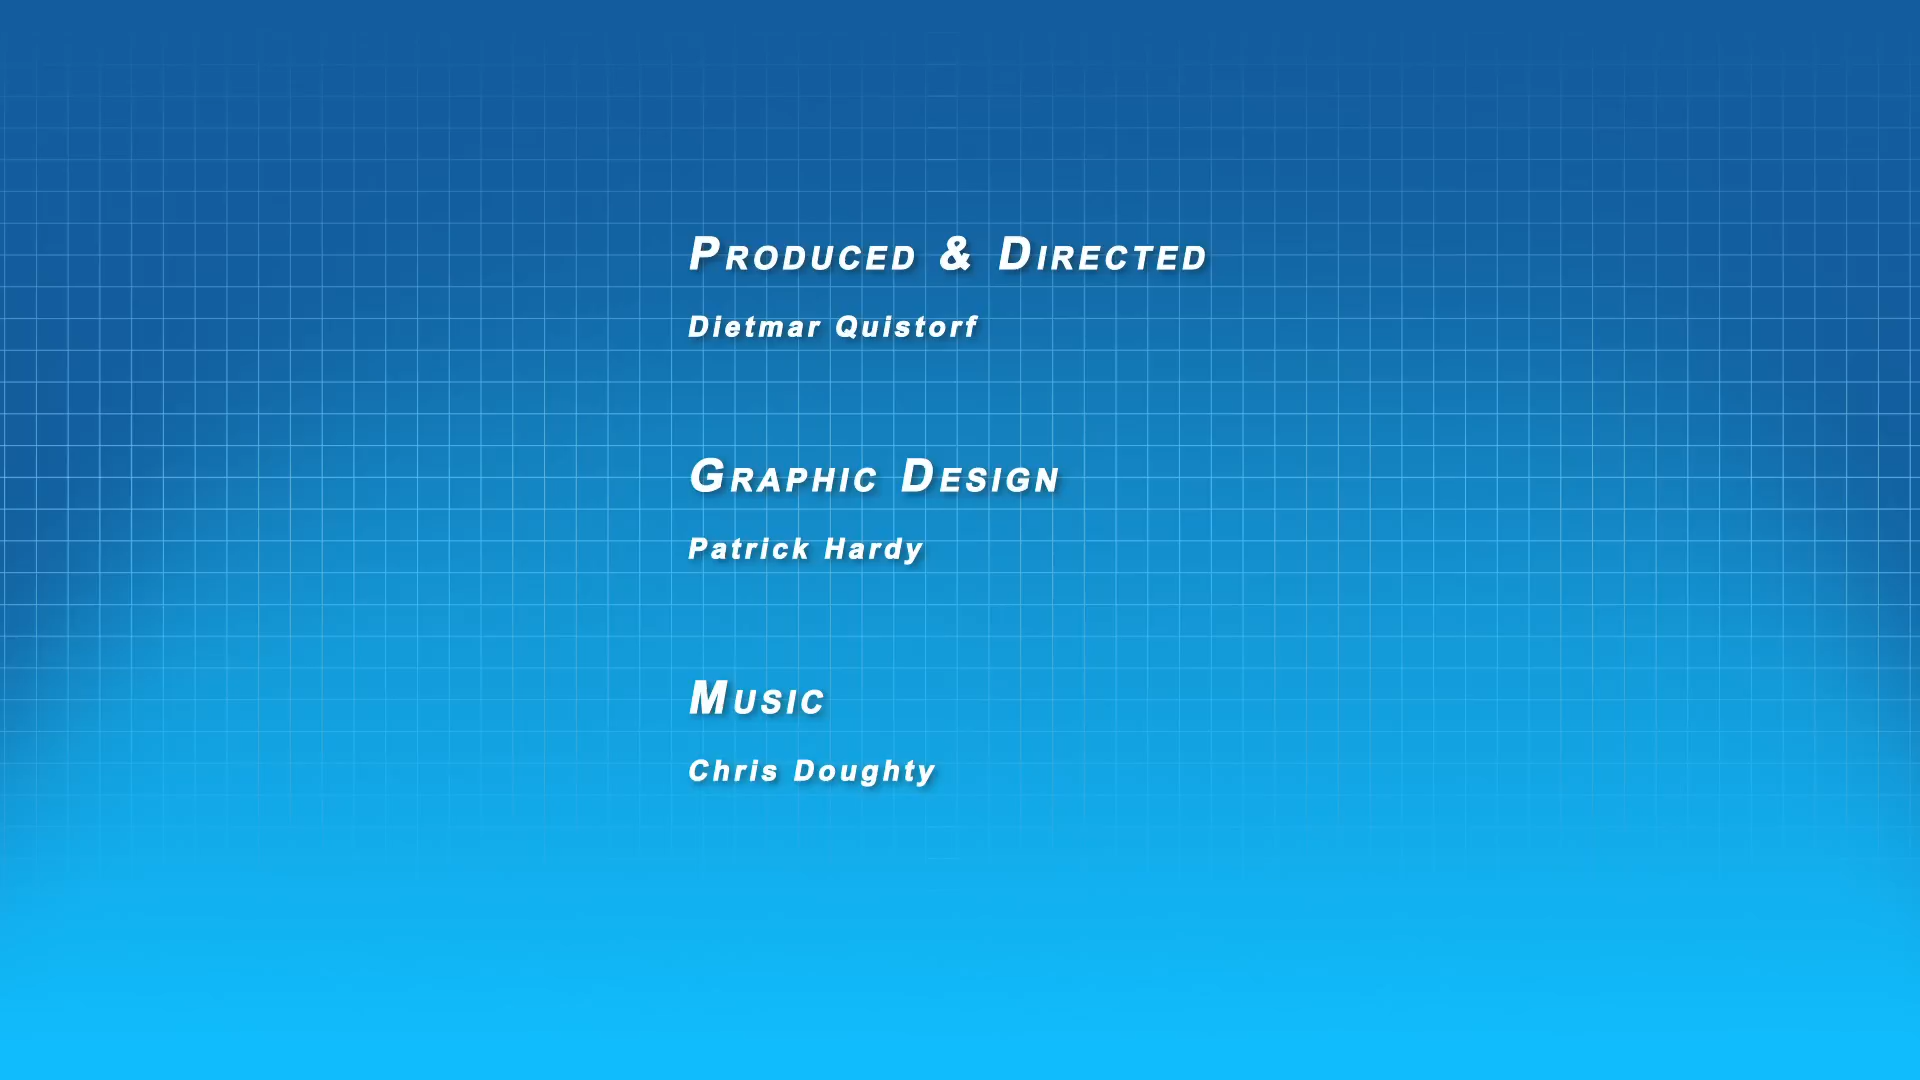 Produced & Directed
Dietmar Quistorf
Graphic Design
Patrick Hardy
Music
Chris Doughty